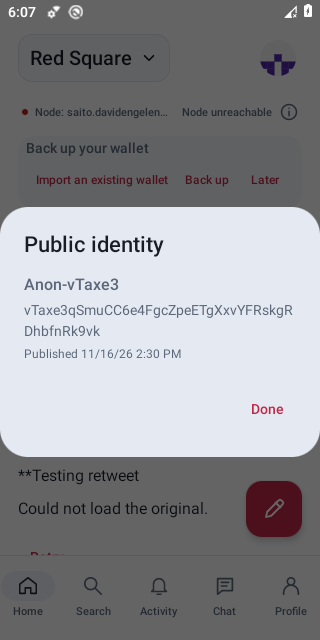 6:07
Red Square
Node: saito.davidengelen... Node unreachable
Back up your wallet
Import an existing wallet Back up Later
Public identity
Anon-vTaxe3
vTaxe3qSmuCC6e4FgcZpeETgXxvYFRskgR
DhbfnRk9vk
Published 11/16/26 2:30 PM
Done
**Testing retweet
Could not load the original.
Home Search Activity Chat Profile